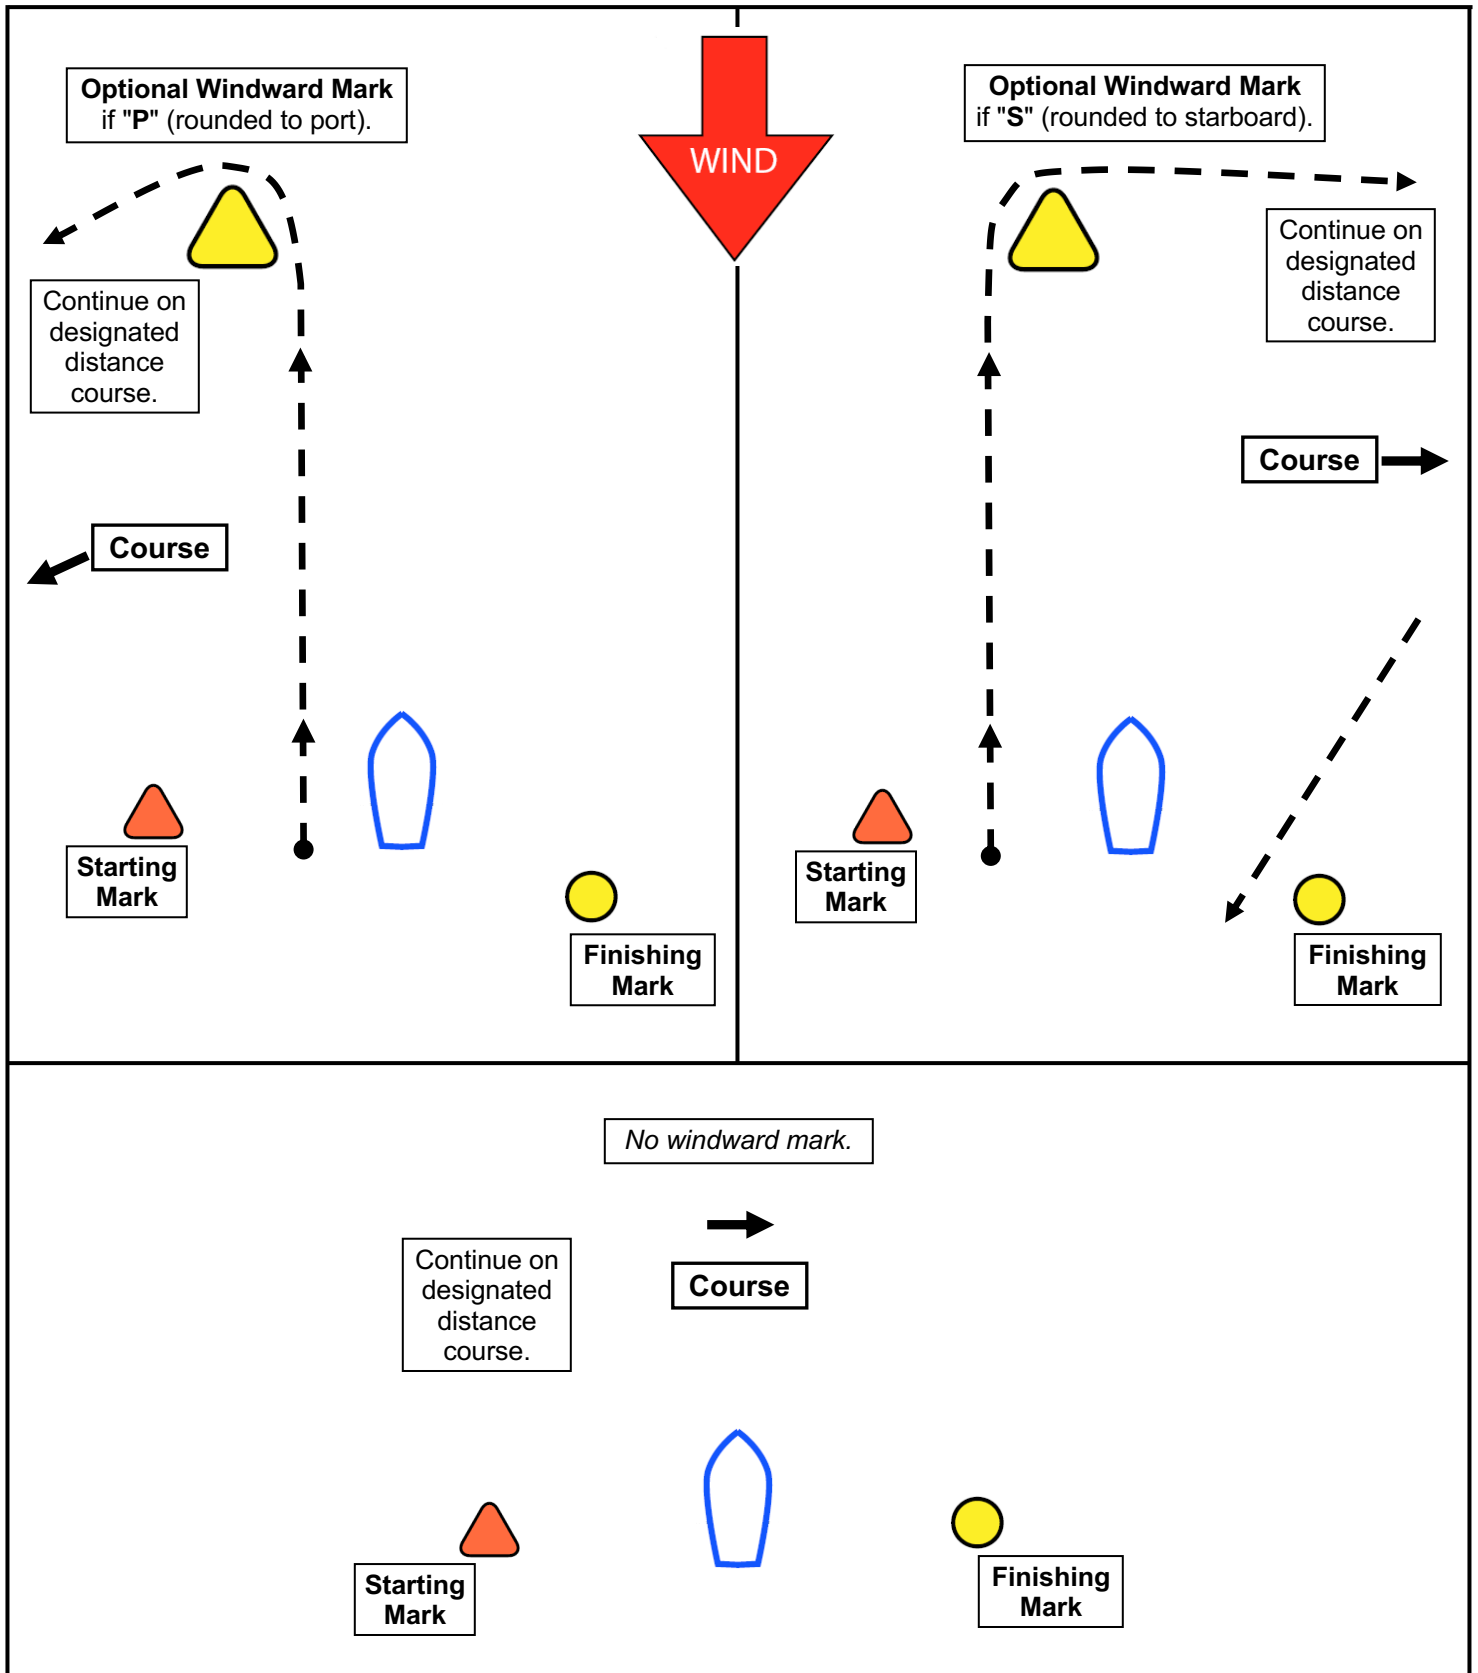 Optional Windward Mark
if "P" (rounded to port).
WIND
Optional Windward Mark
if "S" (rounded to starboard).
Continue on
designated
distance
course.
Course
Starting
Mark
Finishing
Mark
Continue on
designated
distance
course.
Course
Starting
Mark
Finishing
Mark
No windward mark.
Continue on
designated
distance
course.
Course
Starting
Mark
Finishing
Mark